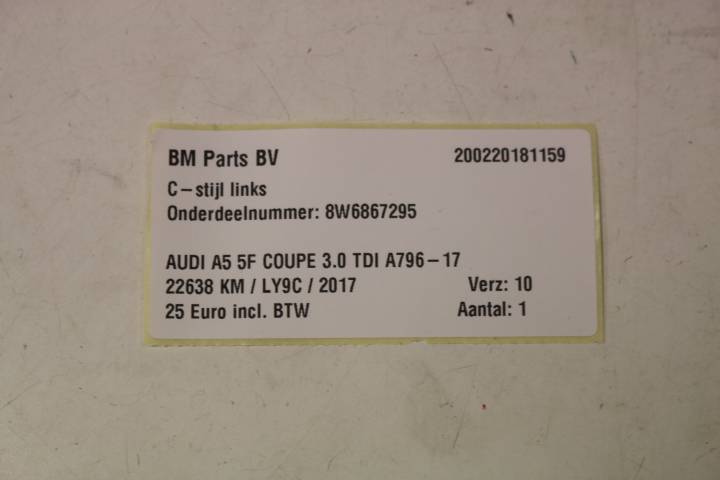 BM Parts BV 200220181159
C-stijl links
Onderdeelnummer: 8W6867295
AUDI A5 5F COUPE 3.0 TDI A796-17
22638 KM / LY9C / 2017 Verz: 10
25 Euro incl. BTW Aantal: 1